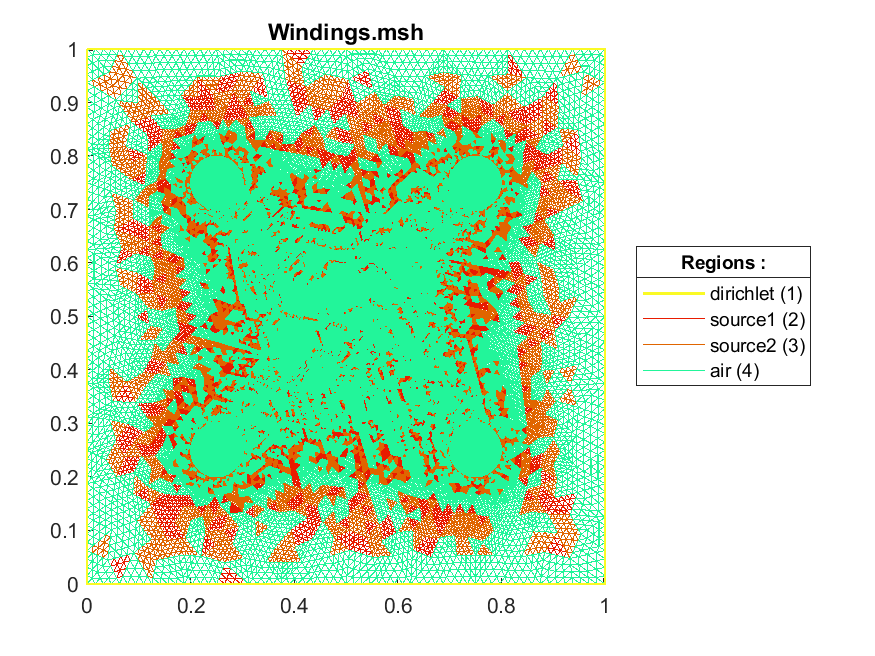 Windings.msh
1
0.9
0.8
0.7
0.6
0.5
0.4
0.3
0.2
0.1
0
0
0.2
0.4
0.6
0.8
1
Regions :
dirichlet (1)
source1 (2)
source2 (3)
air (4)